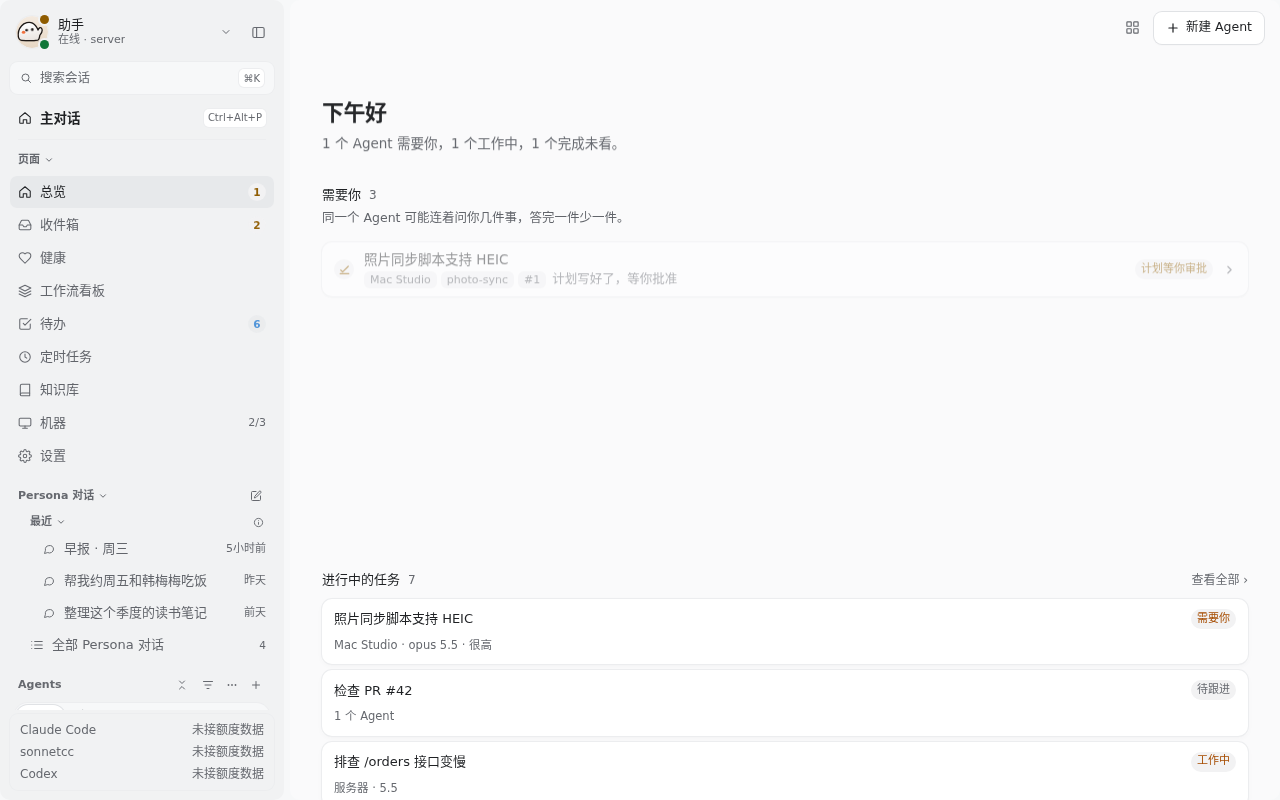 助手
在线 · server
搜索会话 ⌘K
主对话 Ctrl+Alt+P
页面
总览 1
收件箱 2
健康
工作流看板
待办 6
定时任务
知识库
机器 2/3
设置
Persona 对话
最近
早报 · 周三 5小时前
帮我约周五和韩梅梅吃饭 昨天
整理这个季度的读书笔记 前天
全部 Persona 对话 4
Agents
Claude Code 未接额度数据
sonnetcc 未接额度数据
Codex 未接额度数据
新建 Agent
下午好
1 个 Agent 需要你，1 个工作中，1 个完成未看。
需要你 3
同一个 Agent 可能连着问你几件事，答完一件少一件。
照片同步脚本支持 HEIC
Mac Studio photo-sync #1 计划写好了，等你批准
计划等你审批
进行中的任务 7 查看全部 ›
照片同步脚本支持 HEIC 需要你
Mac Studio · opus 5.5 · 很高
检查 PR #42 待跟进
1 个 Agent
排查 /orders 接口变慢 工作中
服务器 · 5.5